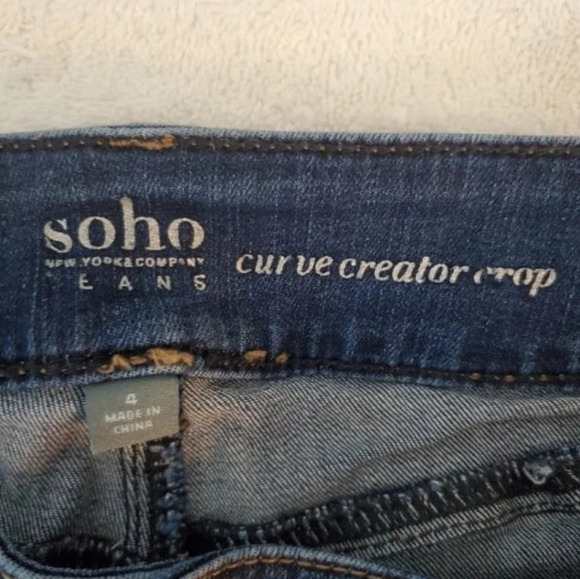 soho
NEW YORK & COMPANY
JEANS
curve creator crop
4
MADE IN
CHINA